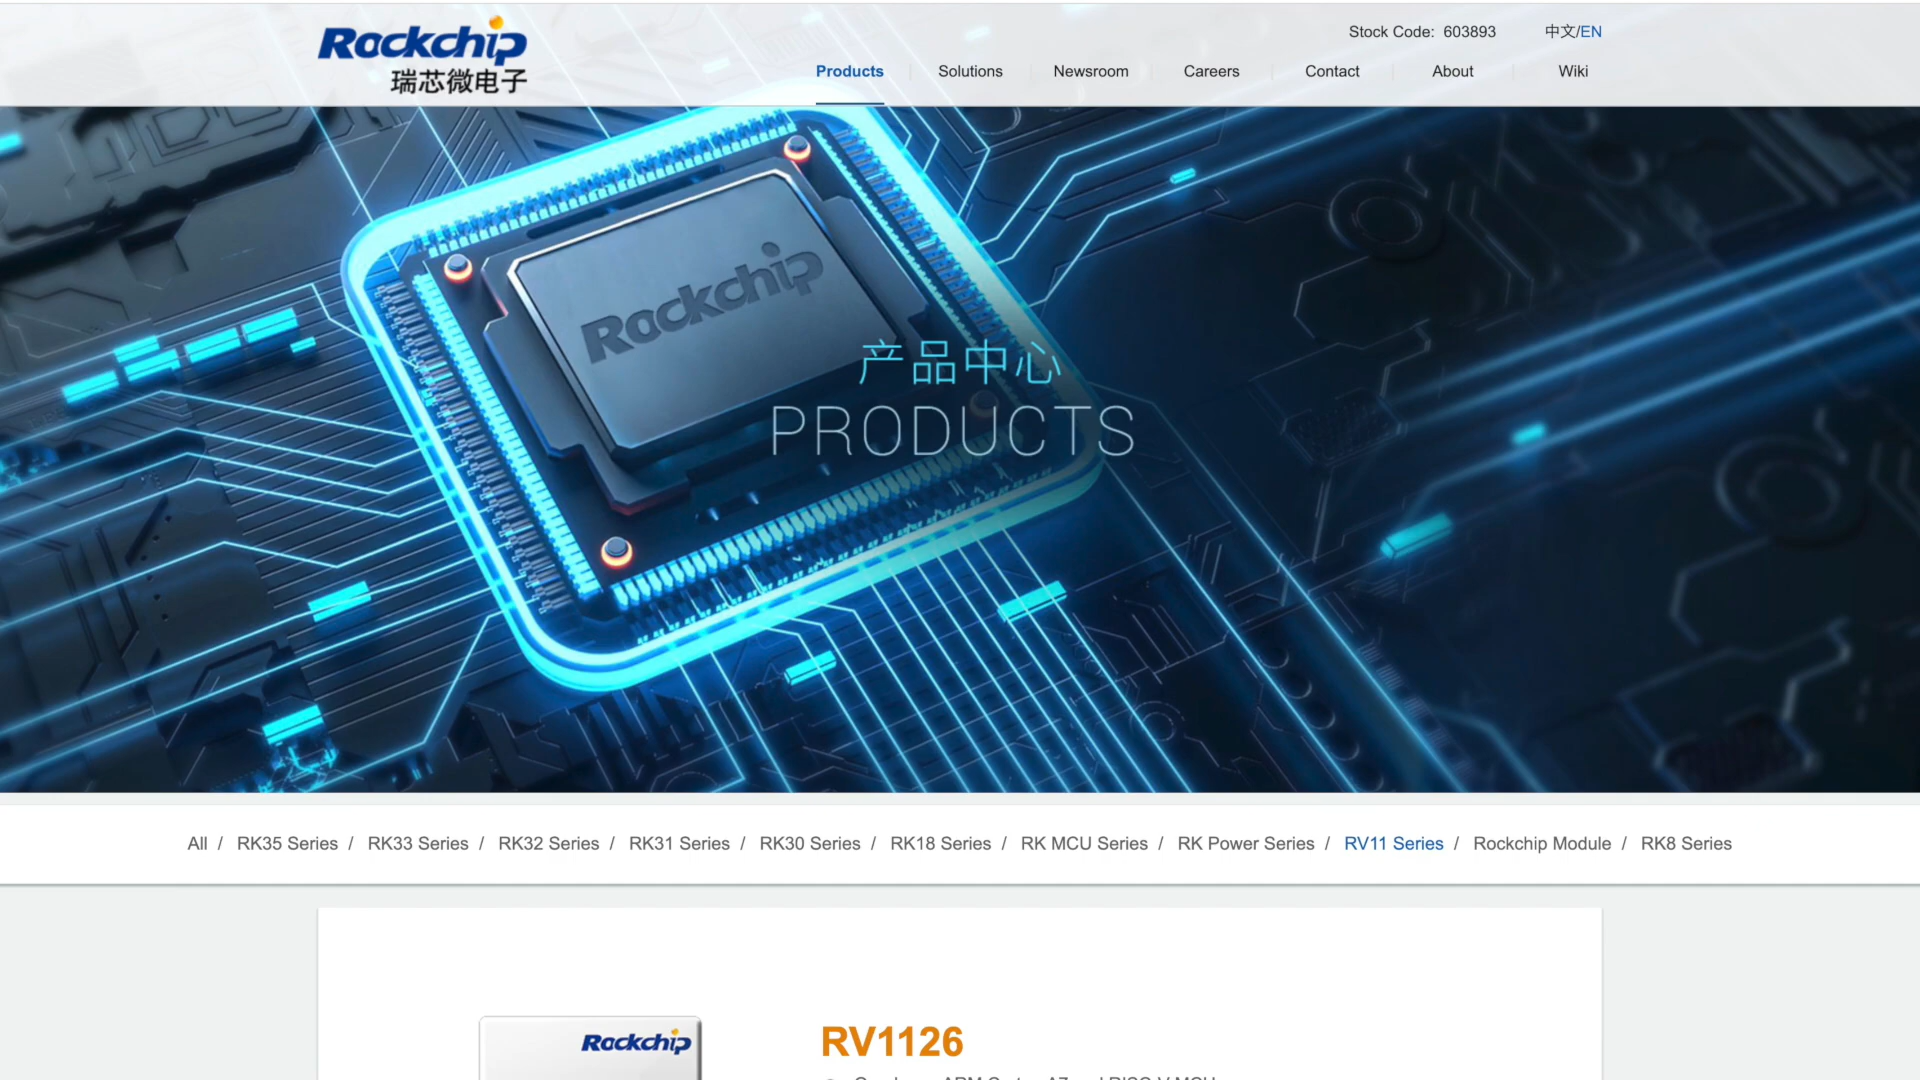 Rockchip
瑞芯微电子
Stock Code: 603893
中文/EN
Products
Solutions
Newsroom
Careers
Contact
About
Wiki
Rockchip
产品中心
PRODUCTS
All / RK35 Series / RK33 Series / RK32 Series / RK31 Series / RK30 Series / RK18 Series / RK MCU Series / RK Power Series / RV11 Series / Rockchip Module / RK8 Series
Rockchip
RV1126